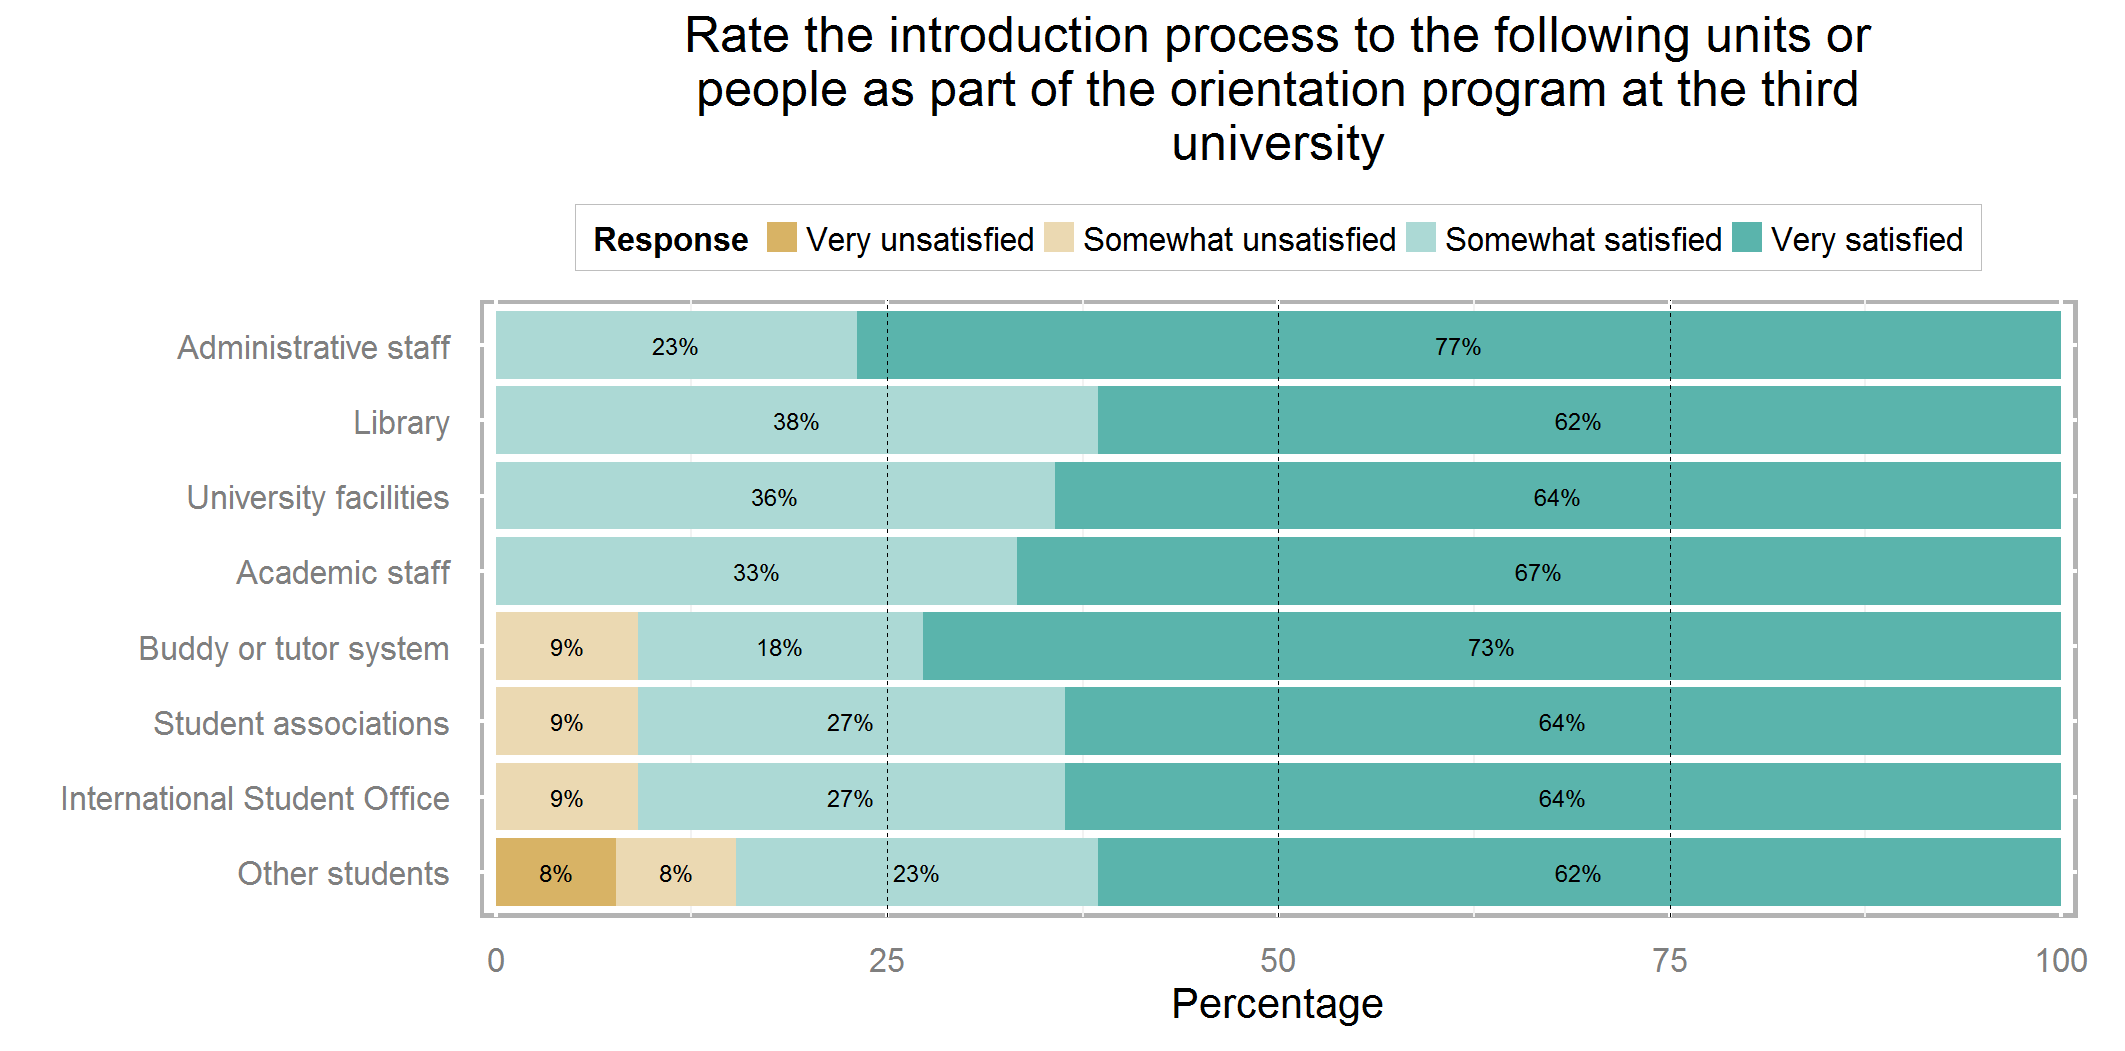 Rate the introduction process to the following units or
people as part of the orientation program at the third
university
Response Very unsatisfied Somewhat unsatisfied Somewhat satisfied Very satisfied
Administrative staff 23% 77%
Library 38% 62%
University facilities 36% 64%
Academic staff 33% 67%
Buddy or tutor system 9% 18% 73%
Student associations 9% 27% 64%
International Student Office 9% 27% 64%
Other students 8% 8% 23% 62%
0 25 50 75 100
Percentage